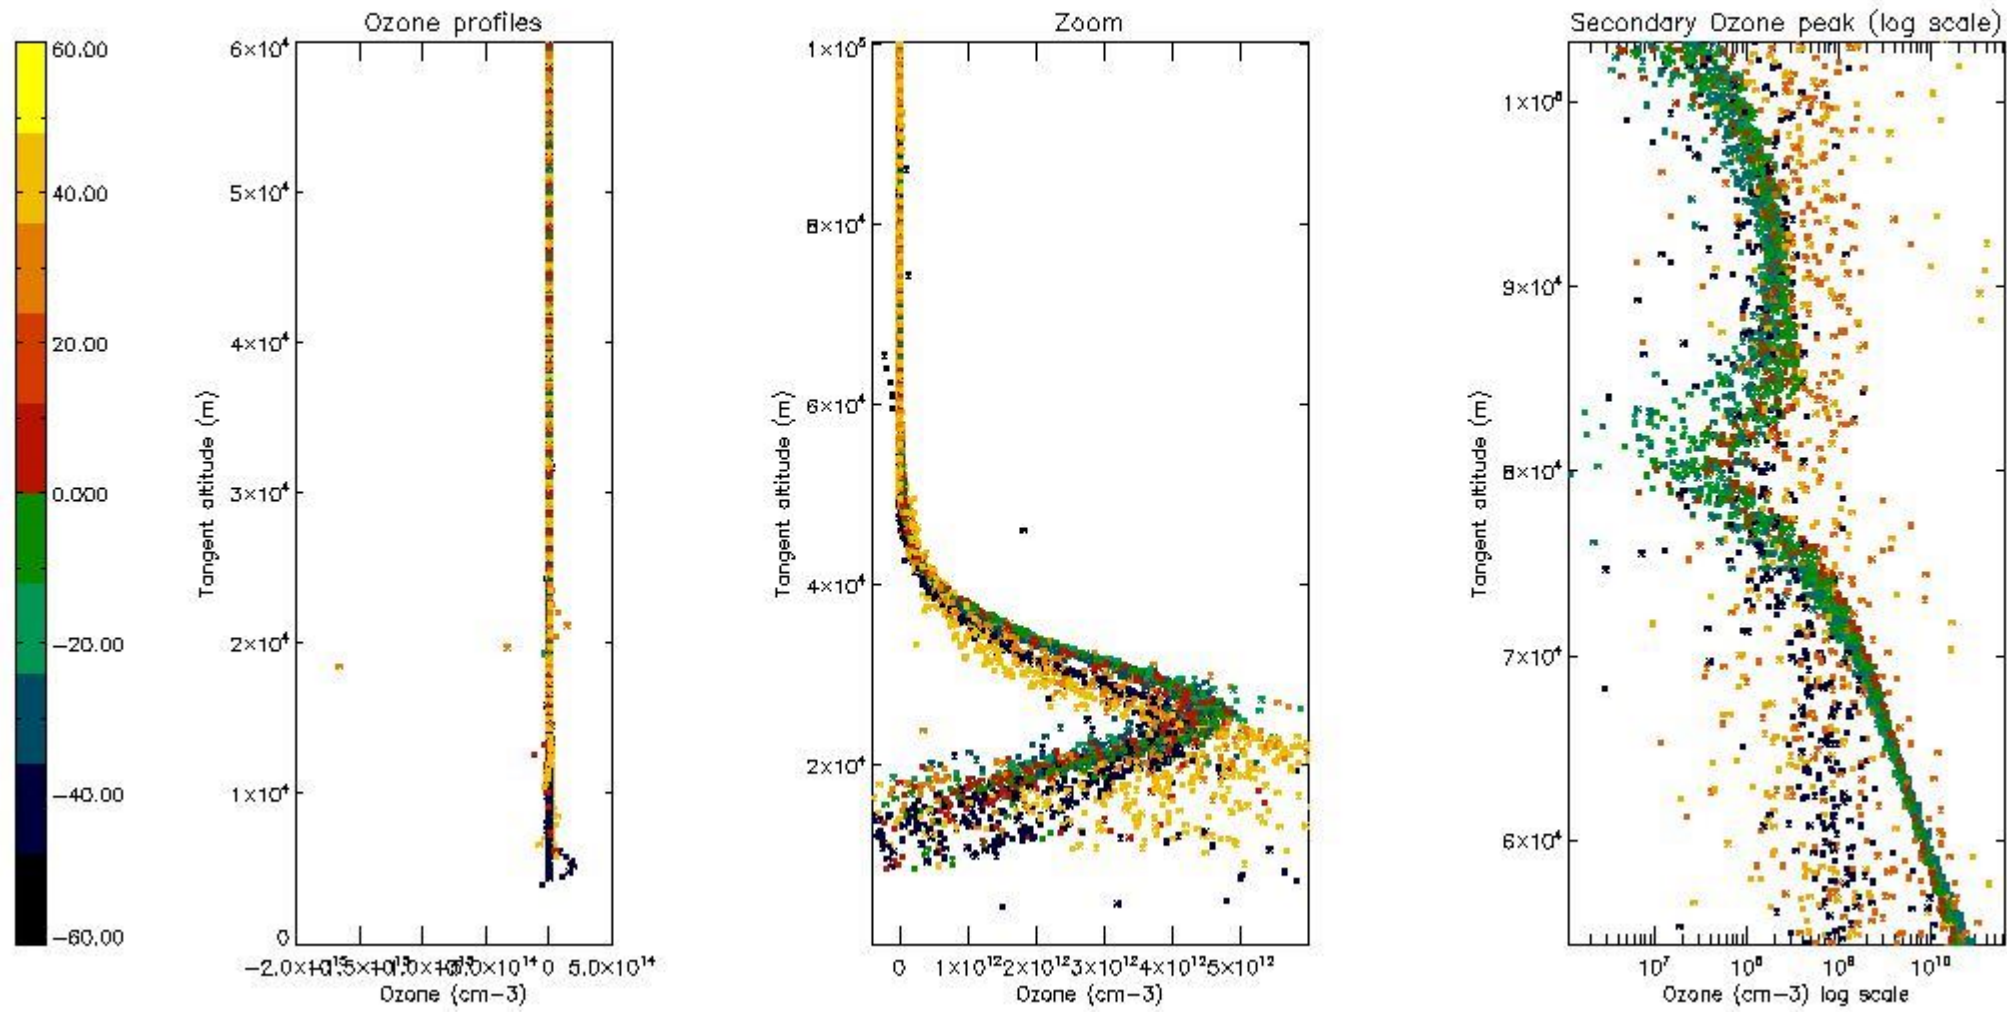 Ozone profiles
Zoom
Secondary Ozone peak (log scale)
60.00
40.00
20.00
0.000
−20.00
−40.00
−60.00
6×10⁴
5×10⁴
4×10⁴
3×10⁴
2×10⁴
1×10⁴
0
Tangent altitude (m)
0 5.0×10¹⁴
Ozone (cm−3)
1×10⁵
8×10⁴
6×10⁴
4×10⁴
2×10⁴
Tangent altitude (m)
0 1×10¹² 2×10¹² 3×10¹² 4×10¹² 5×10¹²
Ozone (cm−3)
9×10⁴
8×10⁴
7×10⁴
6×10⁴
Tangent altitude (m)
10⁷ 10⁸ 10⁹ 10¹⁰
Ozone (cm−3) log scale